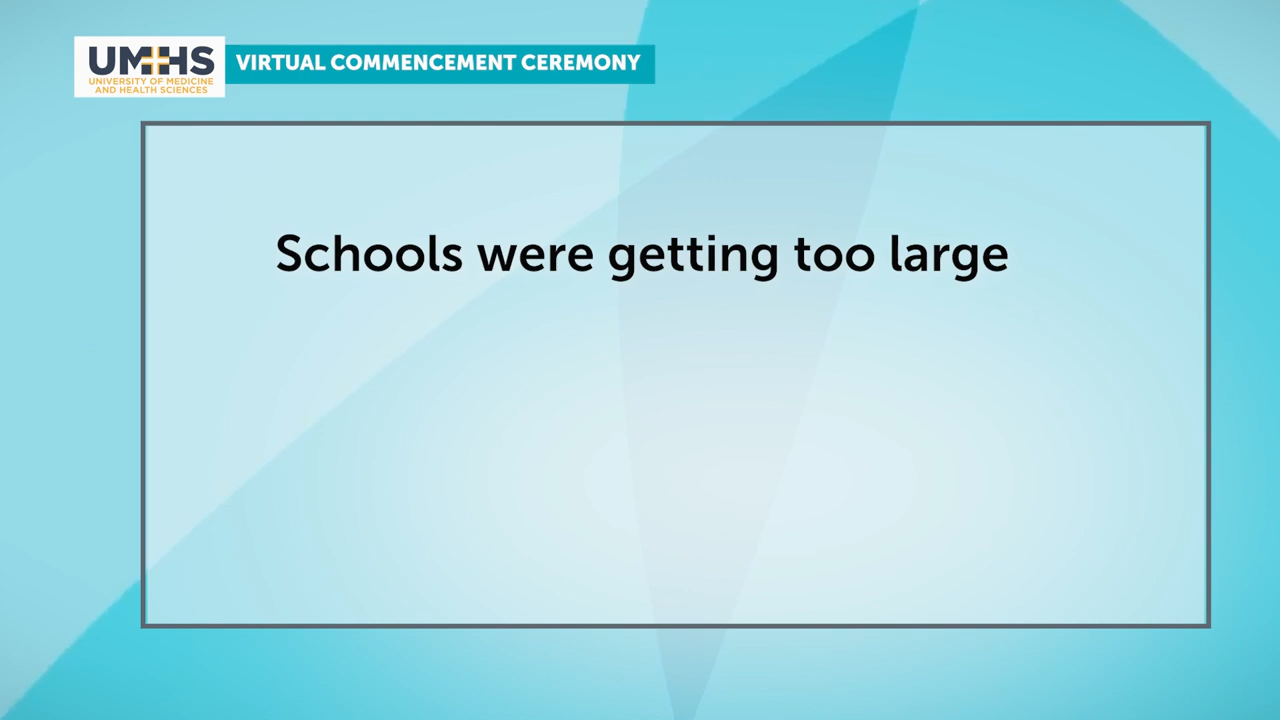 UMHS
UNIVERSITY OF MEDICINE
AND HEALTH SCIENCES
VIRTUAL COMMENCEMENT CEREMONY
Schools were getting too large